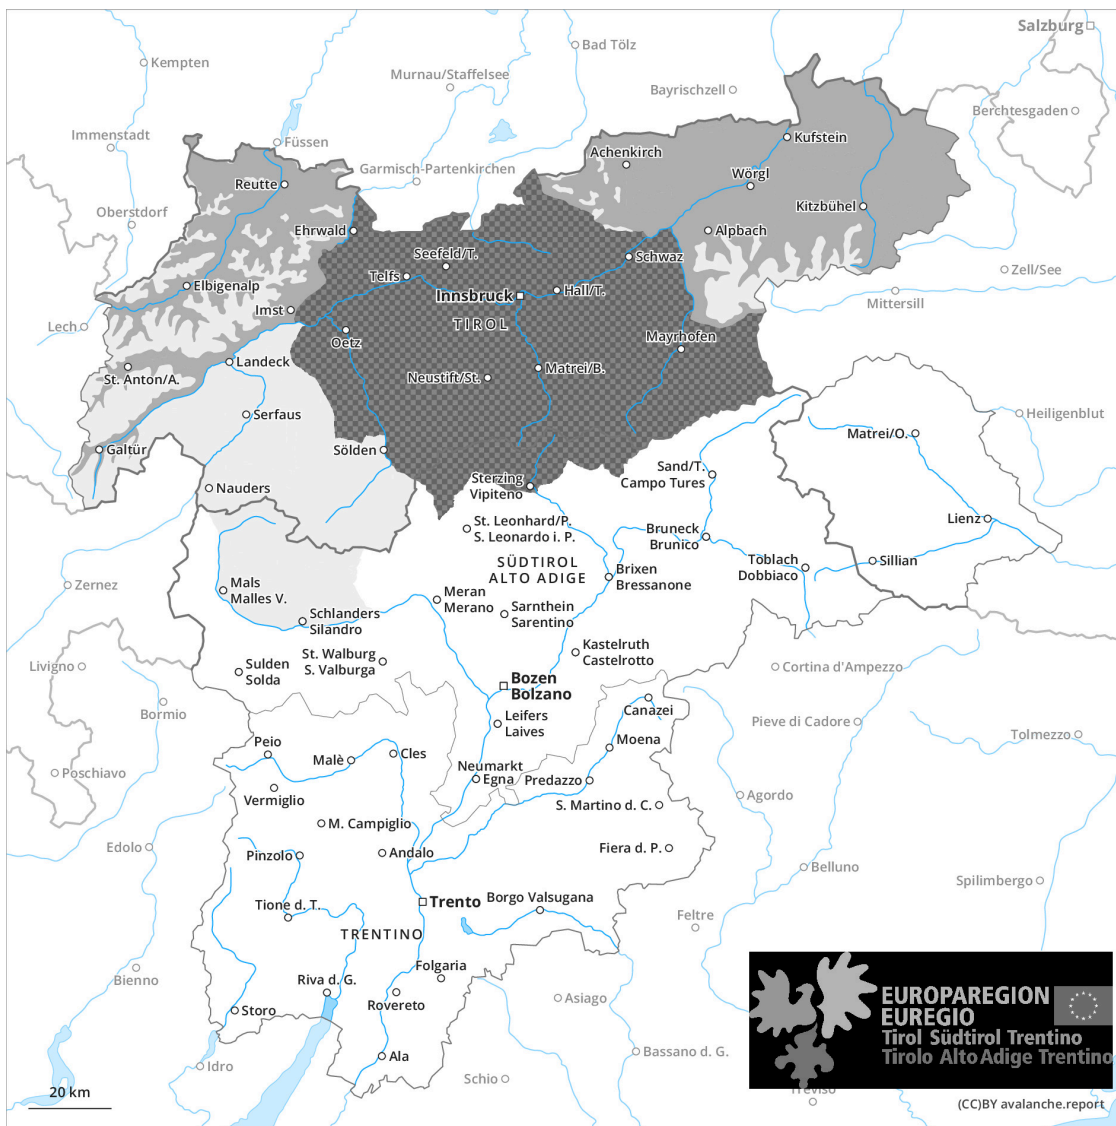 Salzburg
Bad Tölz
Kempten
Murnau/Staffelsee
Bayrischzell
Berchtesgaden
Immenstadt
Füssen
Kufstein
Achenkirch
Garmisch-Partenkirchen
Wörgl
Reutte
Kitzbühel
Oberstdorf
Ehrwald
Alpbach
Seefeld/T.
Schwaz
Zell/See
Telfs
Elbigenalp
Innsbruck
Hall/T.
Mittersill
Imst
Lech
TIROL
Oetz
Mayrhofen
Landeck
Matrei/B.
St. Anton/A.
Neustift/St.
Serfaus
Heiligenblut
Matrei/O.
Galtür
Sölden
Sand/T.
Campo Tures
Sterzing
Vipiteno
Nauders
Lienz
St. Leonhard/P.
S. Leonardo i. P.
Bruneck
Brunico
SÜDTIROL
ALTO ADIGE
Toblach
Dobbiaco
Sillian
Brixen
Bressanone
Zernez
Mals
Malles V.
Meran
Merano
Sarnthein
Sarentino
Schlanders
Silandro
Kastelruth
Castelrotto
St. Walburg
S. Valburga
Livigno
Sulden
Solda
Cortina d'Ampezzo
Bozen
Bolzano
Canazei
Bormio
Leifers
Laives
Pieve di Cadore
Tolmezzo
Peio
Moena
Malè
Cles
Neumarkt
Egna
Predazzo
Poschiavo
Vermiglio
Agordo
S. Martino d. C.
M. Campiglio
Edolo
Pinzolo
Andalo
Fiera d. P.
Belluno
Spilimbergo
Tione d. T.
Trento
Borgo Valsugana
Feltre
TRENTINO
Folgaria
Bienno
Riva d. G.
Rovereto
Asiago
Storo
EUROPAREGION
EUREGIO
Tirol Südtirol Trentino
Tirolo Alto Adige Trentino
Ala
Bassano d. G.
Idro
Schio
Treviso
20 km
(CC)BY avalanche.report